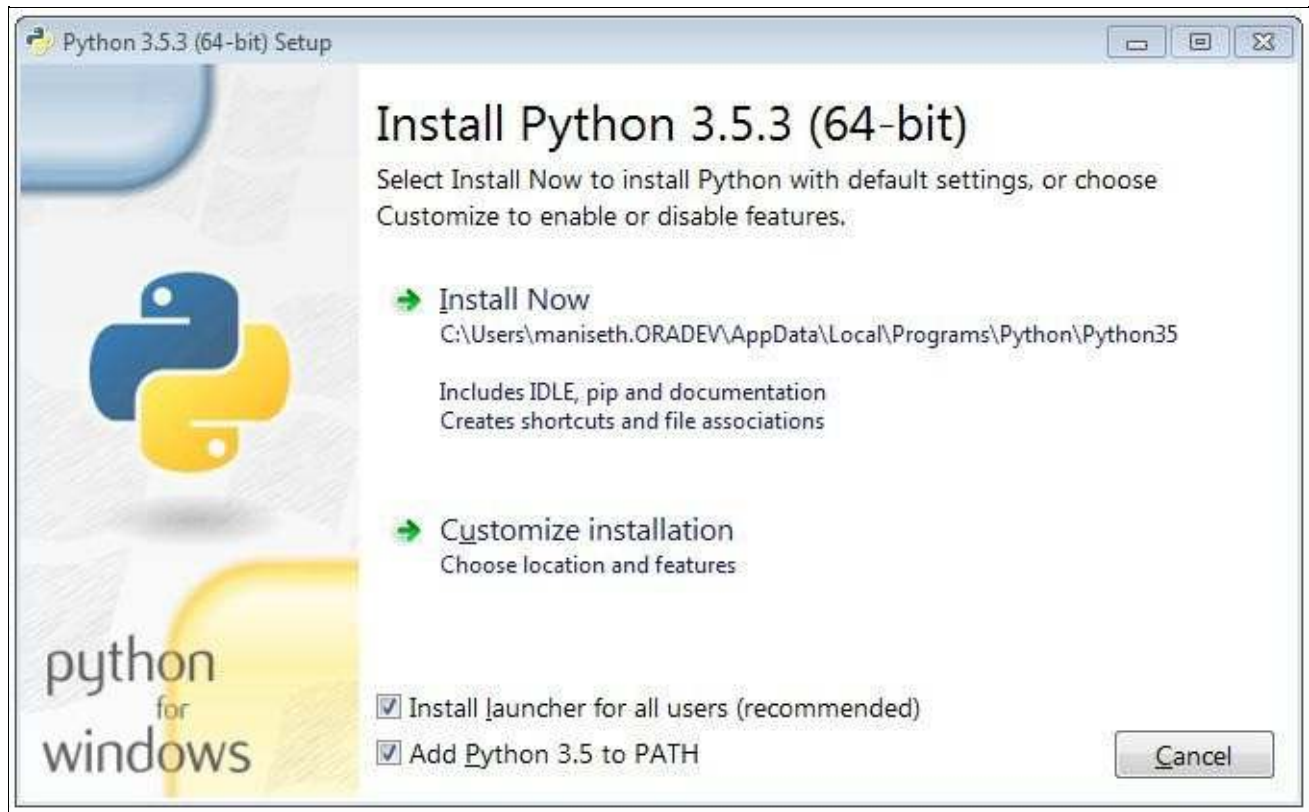 Python 3.5.3 (64-bit) Setup
Install Python 3.5.3 (64-bit)
Select Install Now to install Python with default settings, or choose
Customize to enable or disable features.
Install Now
C:\Users\maniseth.ORADEV\AppData\Local\Programs\Python\Python35
Includes IDLE, pip and documentation
Creates shortcuts and file associations
Customize installation
Choose location and features
python
for
windows
Install launcher for all users (recommended)
Add Python 3.5 to PATH
Cancel